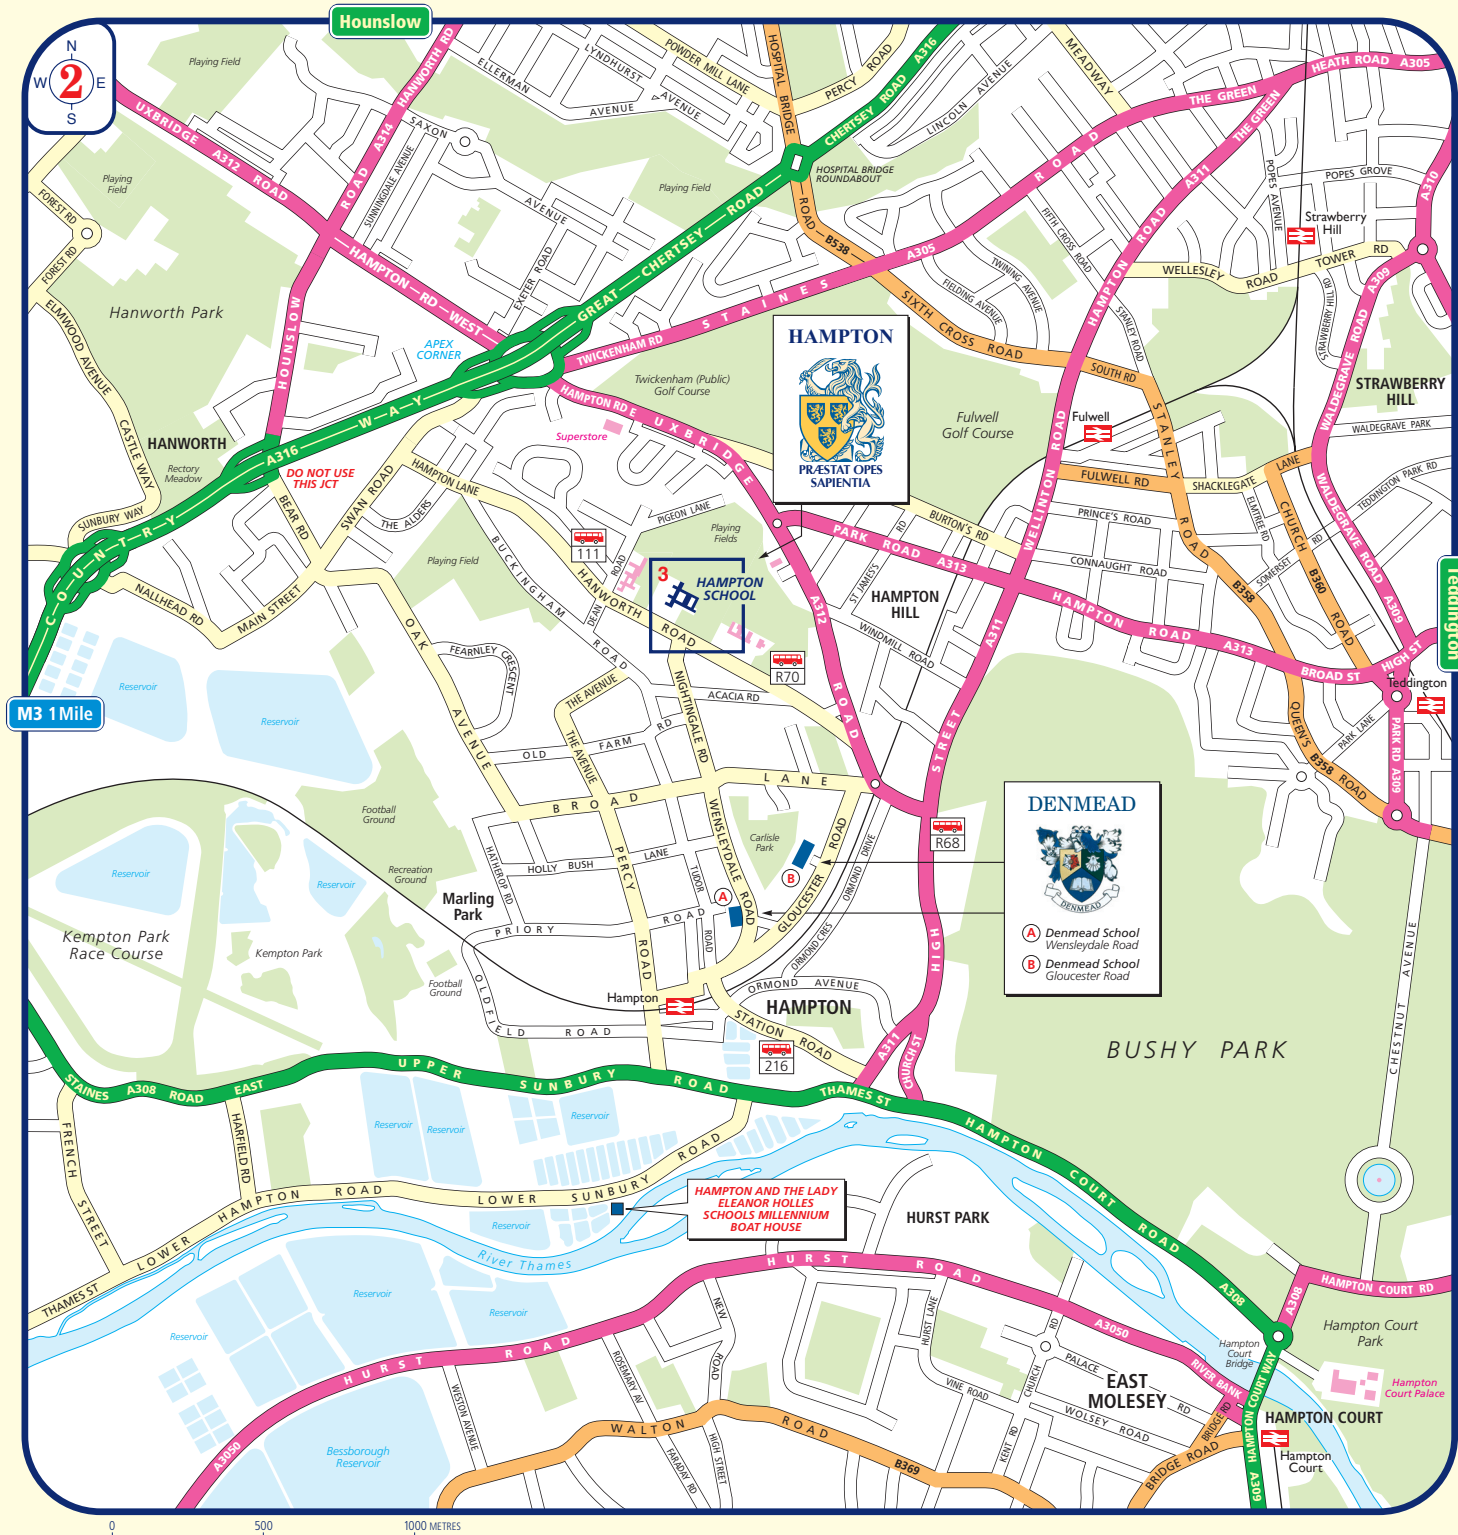 Hounslow
N
W 2 E
S
Playing Field
UXBRIDGE A312 ROAD
HOUNSLOW ROAD A314 HANWORTH RD
ELLERMAN AVENUE
LYNDHURST AVENUE
POWDER MILL LANE
HOSPITAL BRIDGE ROAD B538
PERCY ROAD
GREAT CHERTSEY ROAD
CHERTSEY ROAD A316
LINCOLN AVENUE
MEADWAY
THE GREEN
HEATH ROAD A305
THE GREEN
SAXON AVENUE
SUNNINGDALE AVENUE
Playing
Field
FOREST RD
FOREST RD
Playing Field
HOSPITAL BRIDGE
ROUNDABOUT
STAINES ROAD
A305
A311
HAMPTON ROAD
FIFTH CROSS ROAD
POPES AVENUE
POPES GROVE
A310
Strawberry
Hill
TOWER RD
WELLESLEY ROAD
STRAWBERRY HILL RD
A309
WALDEGRAVE ROAD
Hanworth Park
ELMWOOD AVENUE
HAMPTON RD WEST
EXETER ROAD
APEX
CORNER
TWICKENHAM RD
TWINING AVENUE
FIELDING AVENUE
SIXTH CROSS ROAD
STANLEY ROAD
HAMPTON
PRÆSTAT OPES
SAPIENTIA
Twickenham (Public)
Golf Course
HAMPTON RD E
UXBRIDGE ROAD
A312
Superstore
Fulwell
Golf Course
SOUTH RD
Fulwell
STANLEY ROAD
STRAWBERRY
HILL
WALDEGRAVE PARK
HANWORTH
CASTLE WAY
Rectory
Meadow
COUNTRY WAY
A316
DO NOT USE
THIS JCT
BEAR RD
SWAN ROAD
HAMPTON LANE
THE ALDERS
SUNBURY WAY
NALLHEAD RD
MAIN STREET
Playing Field
BUCKINGHAM ROAD
111
PIGEON LANE
Playing
Fields
3
HAMPTON
SCHOOL
DEAN ROAD
HANWORTH ROAD
WELLINTON ROAD
FULWELL RD
SHACKLEGATE LANE
TEDDINGTON PARK RD
PRINCE'S ROAD
BURTON'S RD
PARK ROAD A313
ST JAMES'S RD
HAMPTON
HILL
WINDMILL ROAD
CONNAUGHT ROAD
ELMTREE RD
CHURCH ROAD
B360
SOMERSET RD
WALDEGRAVE ROAD
A309
B358
HAMPTON ROAD A313
BROAD ST
HIGH ST
Teddington
Teddington
A311
OAK AVENUE
FEARNLEY CRESCENT
THE AVENUE
THE AVENUE
NIGHTINGALE RD
R70
ACACIA RD
OLD FARM RD
M3 1Mile
Reservoir
Reservoir
QUEEN'S ROAD
B358
PARK LANE
PARK RD A309
BROAD LANE
HIGH STREET
R68
DENMEAD
DENMEAD
A Denmead School
Wensleydale Road
B Denmead School
Gloucester Road
Carlisle
Park
B
A
WENSLEYDALE ROAD
GLOUCESTER ROAD
ORMOND DRIVE
ORMOND CRES
ORMOND AVENUE
Football
Ground
Reservoir
Reservoir
Recreation
Ground
Marling
Park
HATHEROP RD
HOLLY BUSH LANE
TUDOR ROAD
PERCY ROAD
PRIORY ROAD
OLDFIELD ROAD
Kempton Park
Race Course
Kempton Park
Football
Ground
Hampton
HAMPTON
STATION ROAD
216
A311
CHURCH ST
BUSHY PARK
CHESTNUT AVENUE
STAINES A308 ROAD EAST
UPPER SUNBURY ROAD
THAMES ST
HAMPTON COURT ROAD
A308
FRENCH STREET
HARFIELD RD
Reservoir
Reservoir
Reservoir
LOWER HAMPTON ROAD
LOWER SUNBURY ROAD
THAMES ST
Reservoir
River Thames
HAMPTON AND THE LADY
ELEANOR HOLLES
SCHOOLS MILLENNIUM
BOAT HOUSE
HURST PARK
Reservoir
Reservoir
Reservoir
HURST ROAD
HURST ROAD
A3050
A3050
NEW ROAD
ROSEMARY AV
WESTON AVENUE
HURST LANE
VINE ROAD
CHURCH RD
PALACE RD
WOLSEY ROAD
KENT RD
EAST
MOLESEY
RIVER BANK
BRIDGE RD
BRIDGE ROAD
Hampton
Court
Bridge
A308
HAMPTON COURT RD
Hampton Court
Park
Hampton
Court Palace
HAMPTON COURT WAY
A309
HAMPTON COURT
Hampton
Court
WALTON ROAD
B369
FARADAY RD
HIGH STREET
Bessborough
Reservoir
0 500 1000 METRES